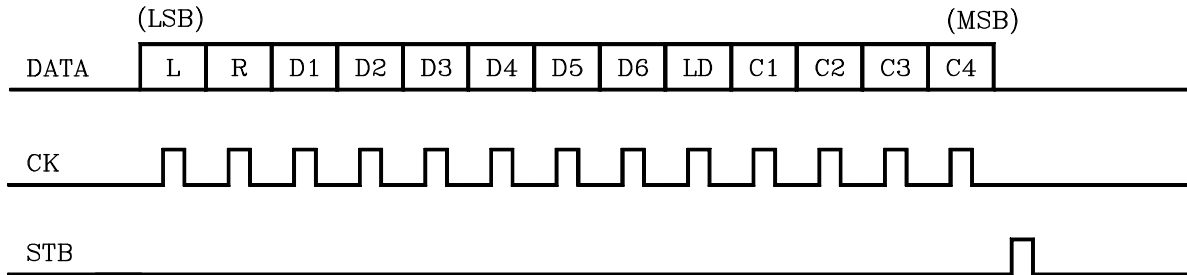 (LSB) (MSB)
DATA L R D1 D2 D3 D4 D5 D6 LD C1 C2 C3 C4
CK
STB